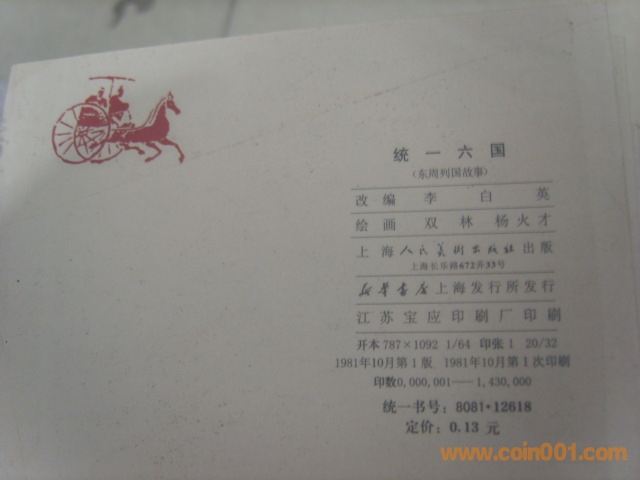 统一六国
(东周列国故事)
改编 李白英
绘画 双林 杨火才
上海人民美术出版社出版
上海长乐路672弄33号
新华书店上海发行所发行
江苏宝应印刷厂印刷
开本 787×1092 1/64 印张 1 20/32
1981年10月第1版 1981年10月第1次印刷
印数0,000,001——1,430,000
统一书号：8081·12618
定价：0.13 元
www.coin001.com